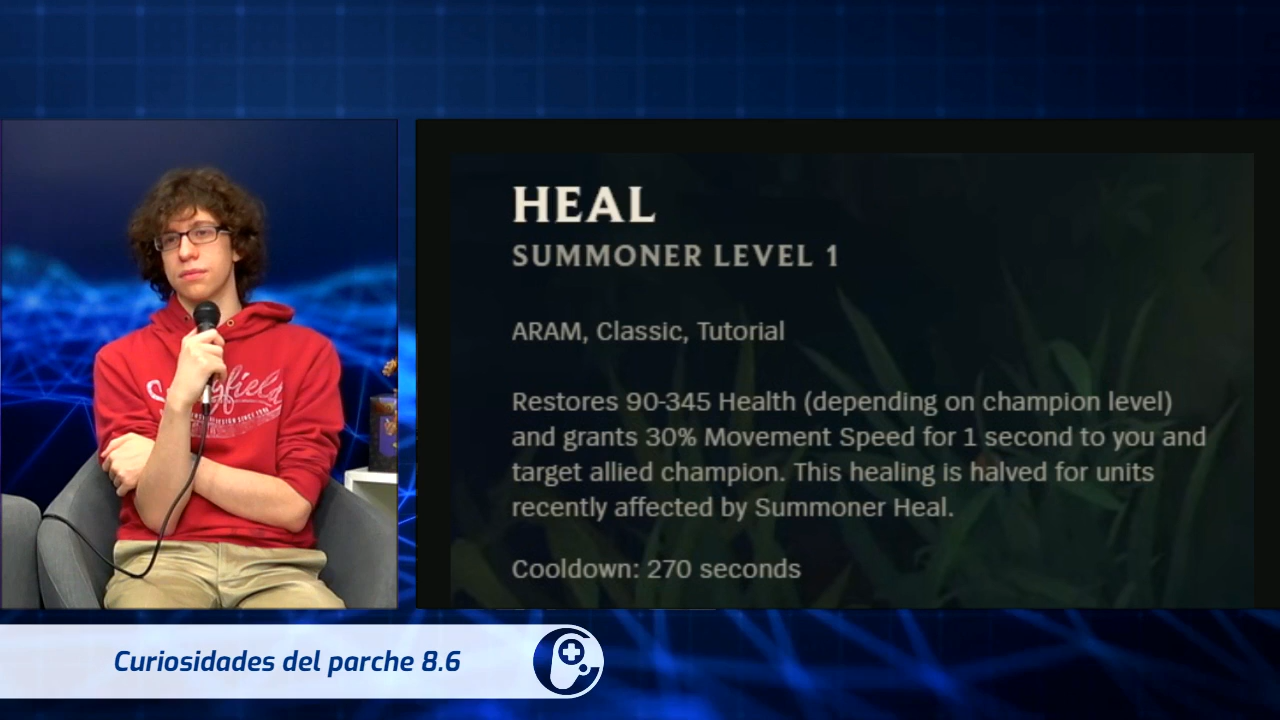 HEAL
SUMMONER LEVEL 1
ARAM, Classic, Tutorial
Restores 90-345 Health (depending on champion level)
and grants 30% Movement Speed for 1 second to you and
target allied champion. This healing is halved for units
recently affected by Summoner Heal.
Cooldown: 270 seconds
Curiosidades del parche 8.6